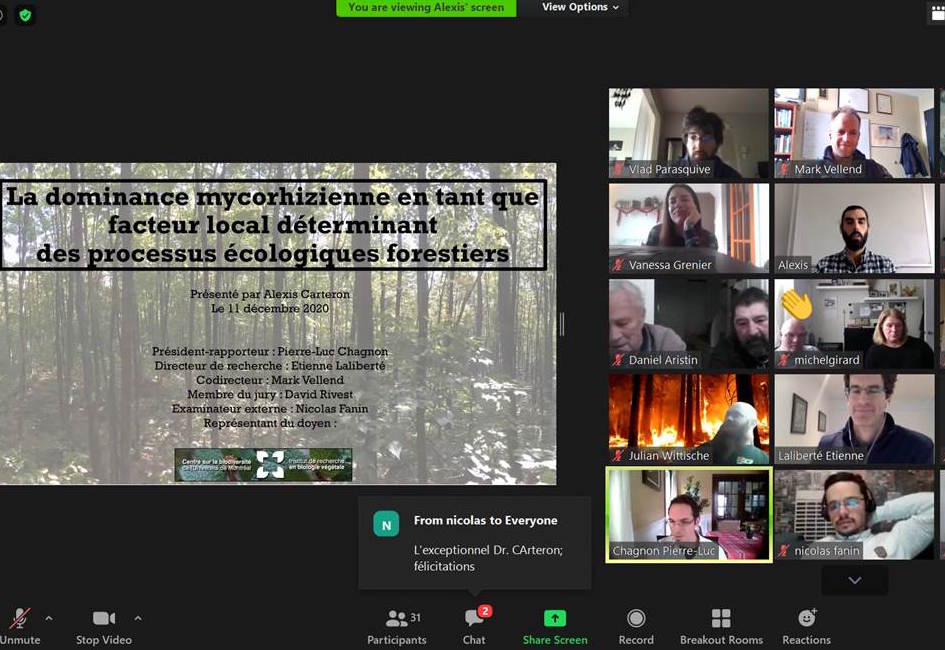 You are viewing Alexis' screen
View Options
La dominance mycorhizienne en tant que
facteur local déterminant
des processus écologiques forestiers
Présenté par Alexis Carteron
Le 11 décembre 2020
Président-rapporteur : Pierre-Luc Chagnon
Directeur de recherche : Etienne Laliberté
Codirecteur : Mark Vellend
Membre du jury : David Rivest
Examinateur externe : Nicolas Fanin
Représentant du doyen :
Centre sur la biodiversité
de l'Université de Montréal
Institut de recherche
en biologie végétale
Vlad Parasquive
Mark Vellend
Vanessa Grenier
Alexis
Daniel Aristin
michelgirard
Julian Wittische
Laliberté Etienne
Chagnon Pierre-Luc
nicolas fanin
N
From nicolas to Everyone
L'exceptionnel Dr. CArteron;
félicitations
Unmute
Stop Video
31
Participants
2
Chat
Share Screen
Record
Breakout Rooms
Reactions